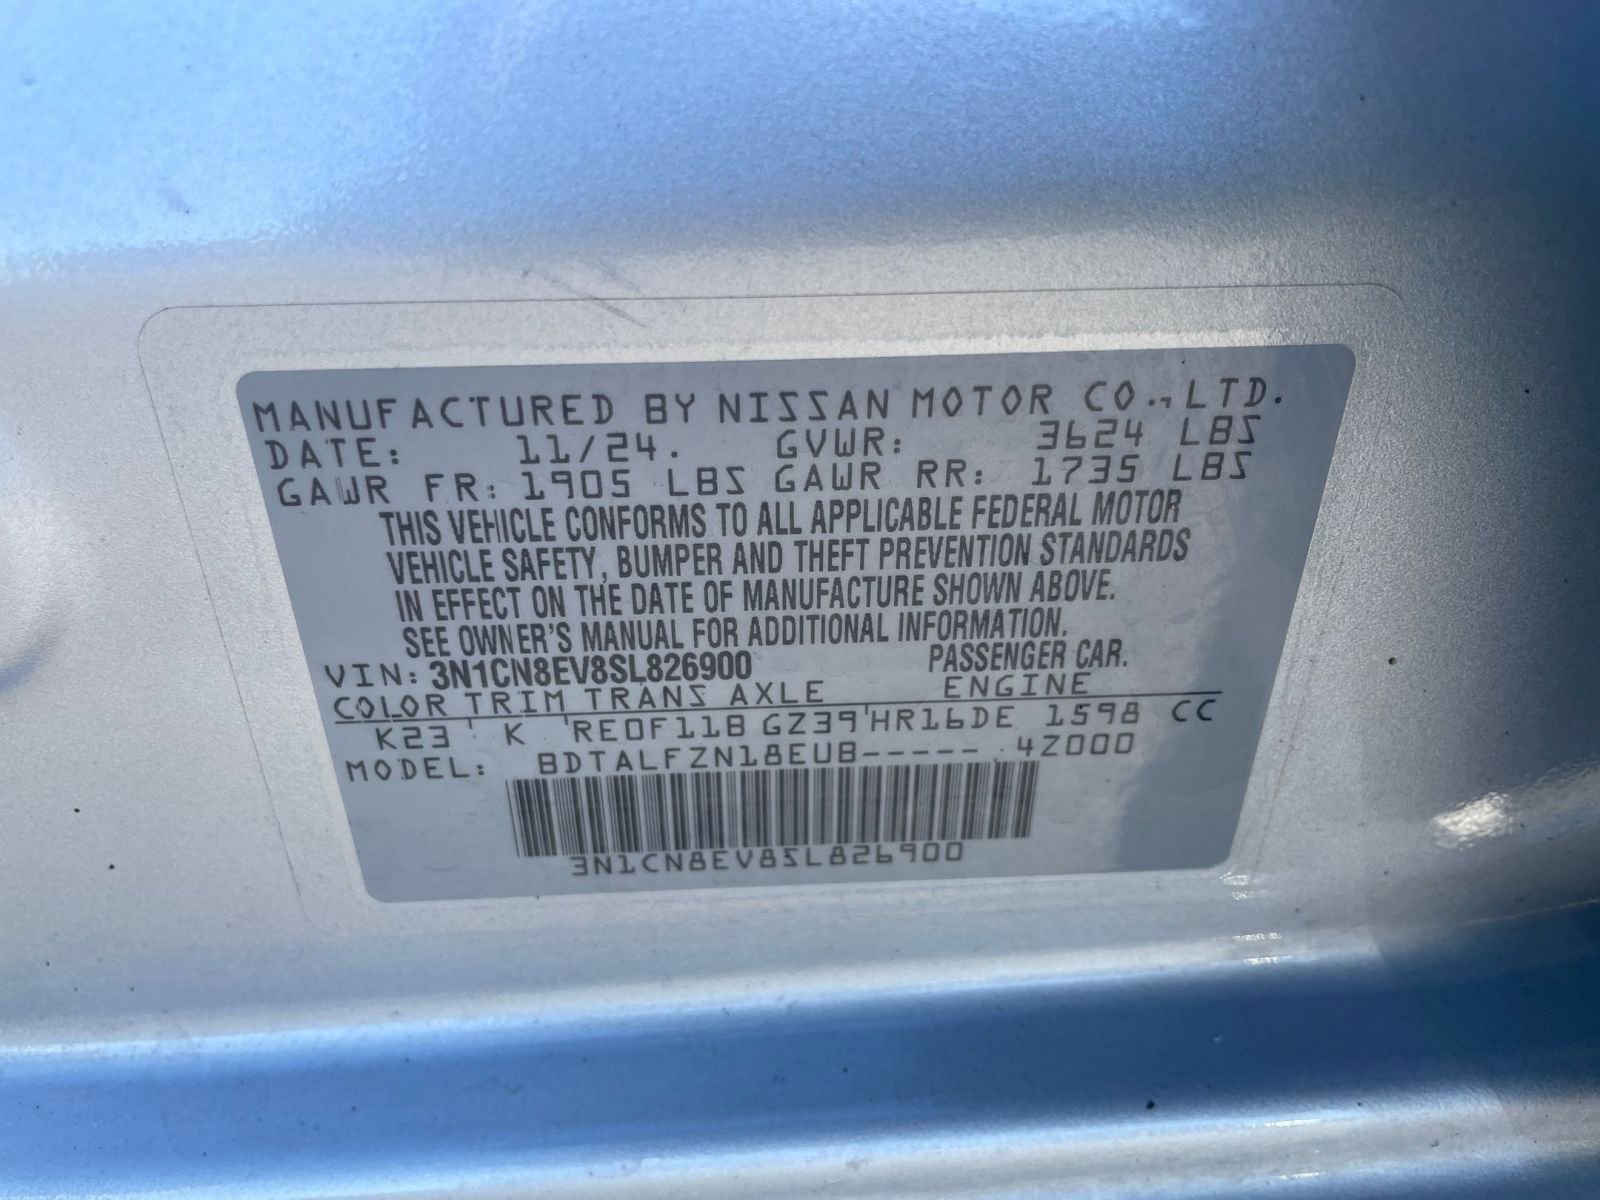 MANUFACTURED BY NISSAN MOTOR CO., LTD.
DATE: 11/24. GVWR: 3624 LBS
GAWR FR: 1905 LBS GAWR RR: 1735 LBS
THIS VEHICLE CONFORMS TO ALL APPLICABLE FEDERAL MOTOR
VEHICLE SAFETY, BUMPER AND THEFT PREVENTION STANDARDS
IN EFFECT ON THE DATE OF MANUFACTURE SHOWN ABOVE.
SEE OWNER'S MANUAL FOR ADDITIONAL INFORMATION.
VIN: 3N1CN8EV8SL826900 PASSENGER CAR.
COLOR TRIM TRANS AXLE ENGINE
K23 ' K 'RE0F11B GZ39'HR16DE 1598 CC
MODEL: BDTALFZN18EUB-----.4Z000
3N1CN8EV8SL826900